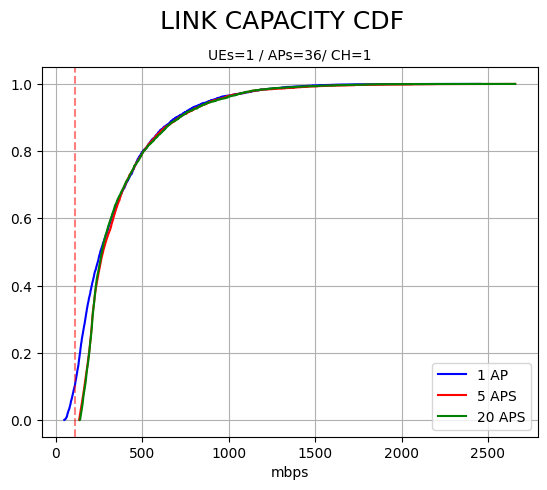 LINK CAPACITY CDF
UEs=1 / APs=36/ CH=1
1.0
0.8
0.6
0.4
0.2
0.0
1 AP
5 APS
20 APS
0 500 1000 1500 2000 2500
mbps